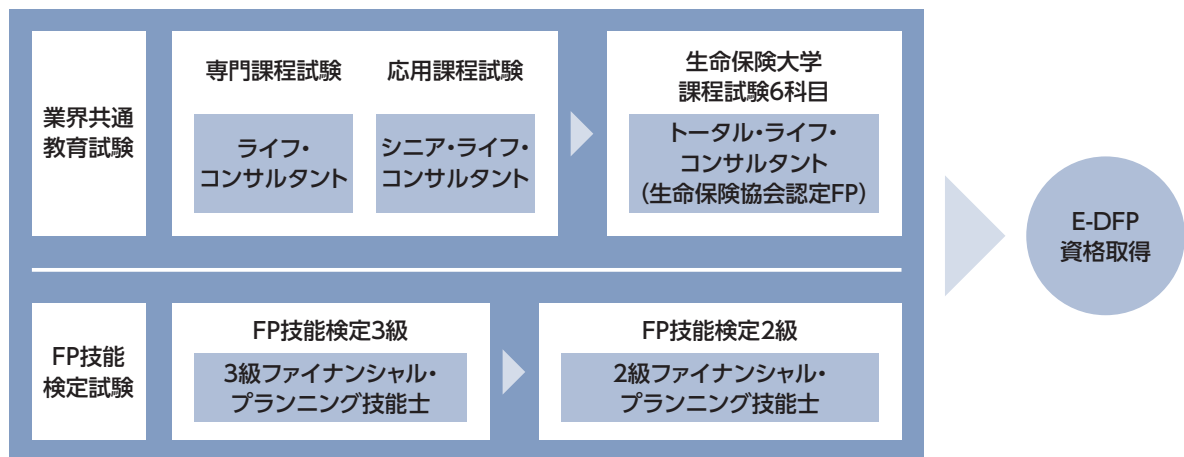 業界共通
教育試験
専門課程試験
ライフ・
コンサルタント
応用課程試験
シニア・ライフ・
コンサルタント
生命保険大学
課程試験6科目
トータル・ライフ・
コンサルタント
(生命保険協会認定FP)
FP技能
検定試験
FP技能検定3級
3級ファイナンシャル・
プランニング技能士
FP技能検定2級
2級ファイナンシャル・
プランニング技能士
E-DFP
資格取得